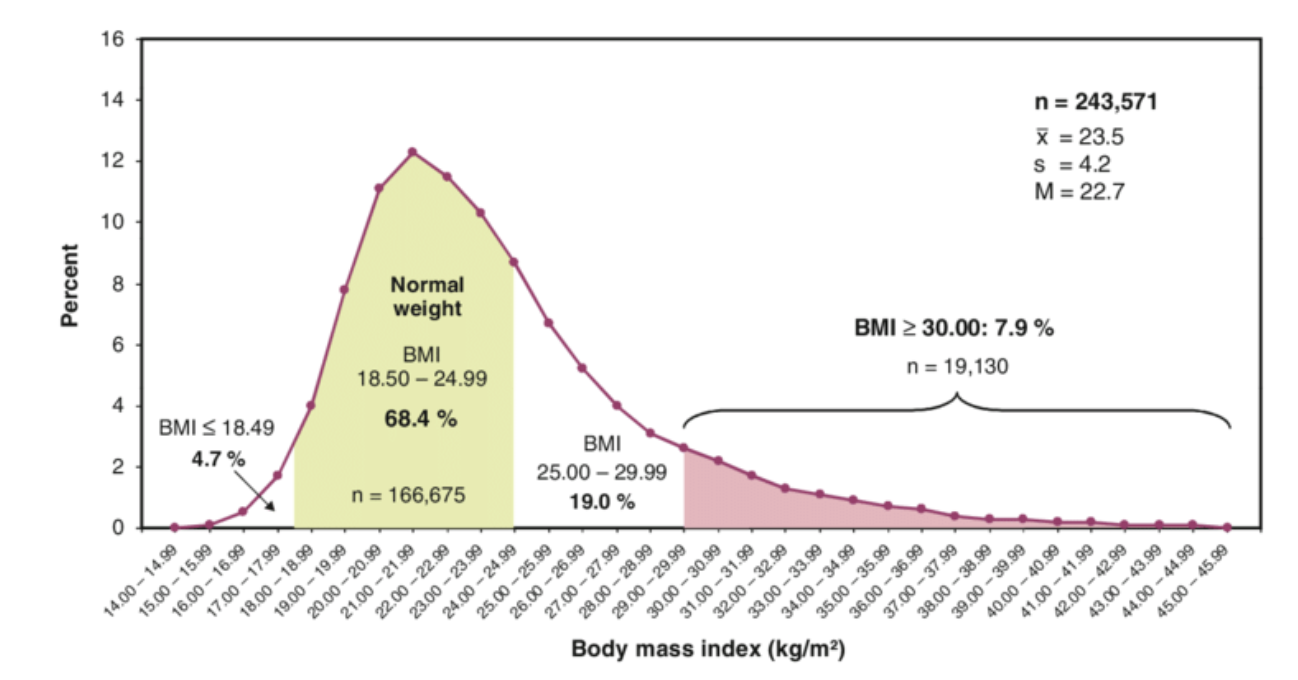 16
14
12
10
8
6
4
2
0
Percent
n = 243,571
x̄ = 23.5
s = 4.2
M = 22.7
Normal
weight
BMI
18.50 – 24.99
68.4 %
n = 166,675
BMI ≤ 18.49
4.7 %
BMI
25.00 – 29.99
19.0 %
BMI ≥ 30.00: 7.9 %
n = 19,130
14.00 – 14.99
15.00 – 15.99
16.00 – 16.99
17.00 – 17.99
18.00 – 18.99
19.00 – 19.99
20.00 – 20.99
21.00 – 21.99
22.00 – 22.99
23.00 – 23.99
24.00 – 24.99
25.00 – 25.99
26.00 – 26.99
27.00 – 27.99
28.00 – 28.99
29.00 – 29.99
30.00 – 30.99
31.00 – 31.99
32.00 – 32.99
33.00 – 33.99
34.00 – 34.99
35.00 – 35.99
36.00 – 36.99
37.00 – 37.99
38.00 – 38.99
39.00 – 39.99
40.00 – 40.99
41.00 – 41.99
42.00 – 42.99
43.00 – 43.99
44.00 – 44.99
45.00 – 45.99
Body mass index (kg/m²)